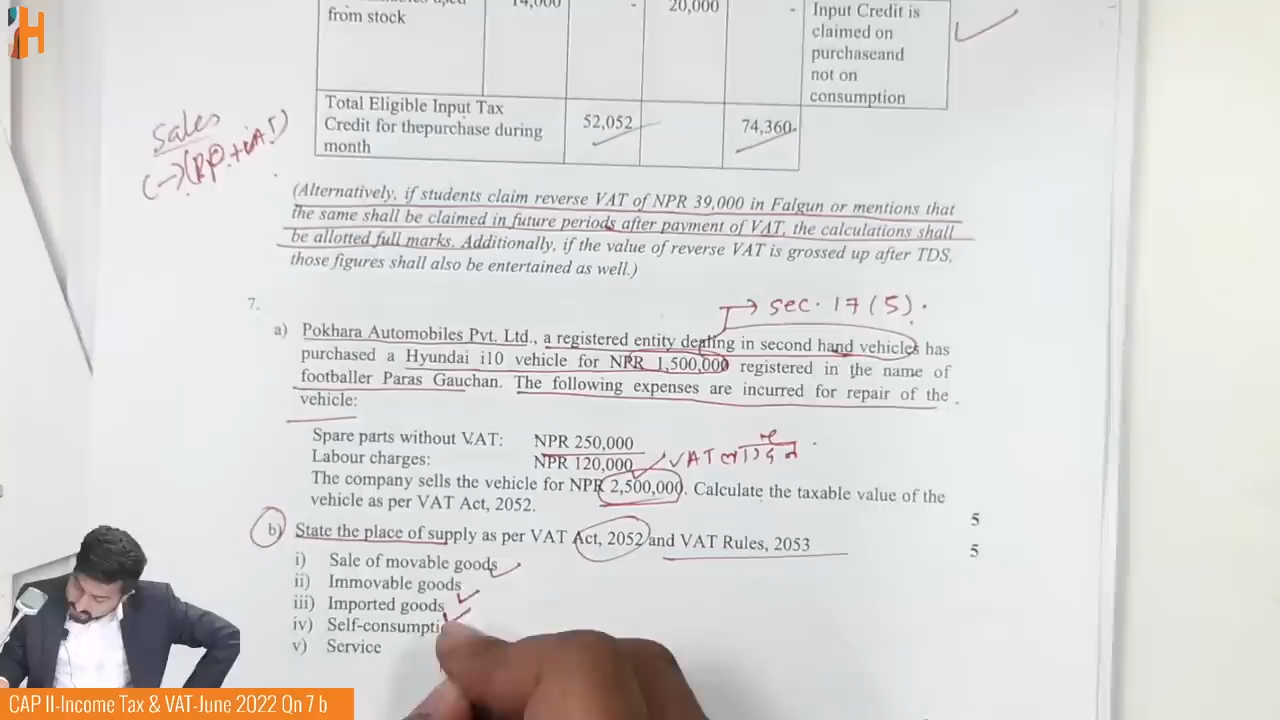 H
from stock
14,000
-
20,000
-
Input Credit is
claimed on
purchaseand
not on
consumption
Total Eligible Input Tax
Credit for thepurchase during
month
52,052
74,360
Sales
(Alternatively, if students claim reverse VAT of NPR 39,000 in Falgun or mentions that
the same shall be claimed in future periods after payment of VAT, the calculations shall
be allotted full marks. Additionally, if the value of reverse VAT is grossed up after TDS,
those figures shall also be entertained as well.)
→ sec. 17(5).
7.
a) Pokhara Automobiles Pvt. Ltd., a registered entity dealing in second hand vehicles has
purchased a Hyundai i10 vehicle for NPR 1,500,000 registered in the name of
footballer Paras Gauchan. The following expenses are incurred for repair of the
vehicle:
Spare parts without VAT: NPR 250,000
Labour charges: NPR 120,000 VAT
The company sells the vehicle for NPR 2,500,000. Calculate the taxable value of the
vehicle as per VAT Act, 2052. 5
b) State the place of supply as per VAT Act, 2052 and VAT Rules, 2053 5
i) Sale of movable goods
ii) Immovable goods
iii) Imported goods
iv) Self-consumpti
v) Service
CAP II-Income Tax & VAT-June 2022 Qn 7 b